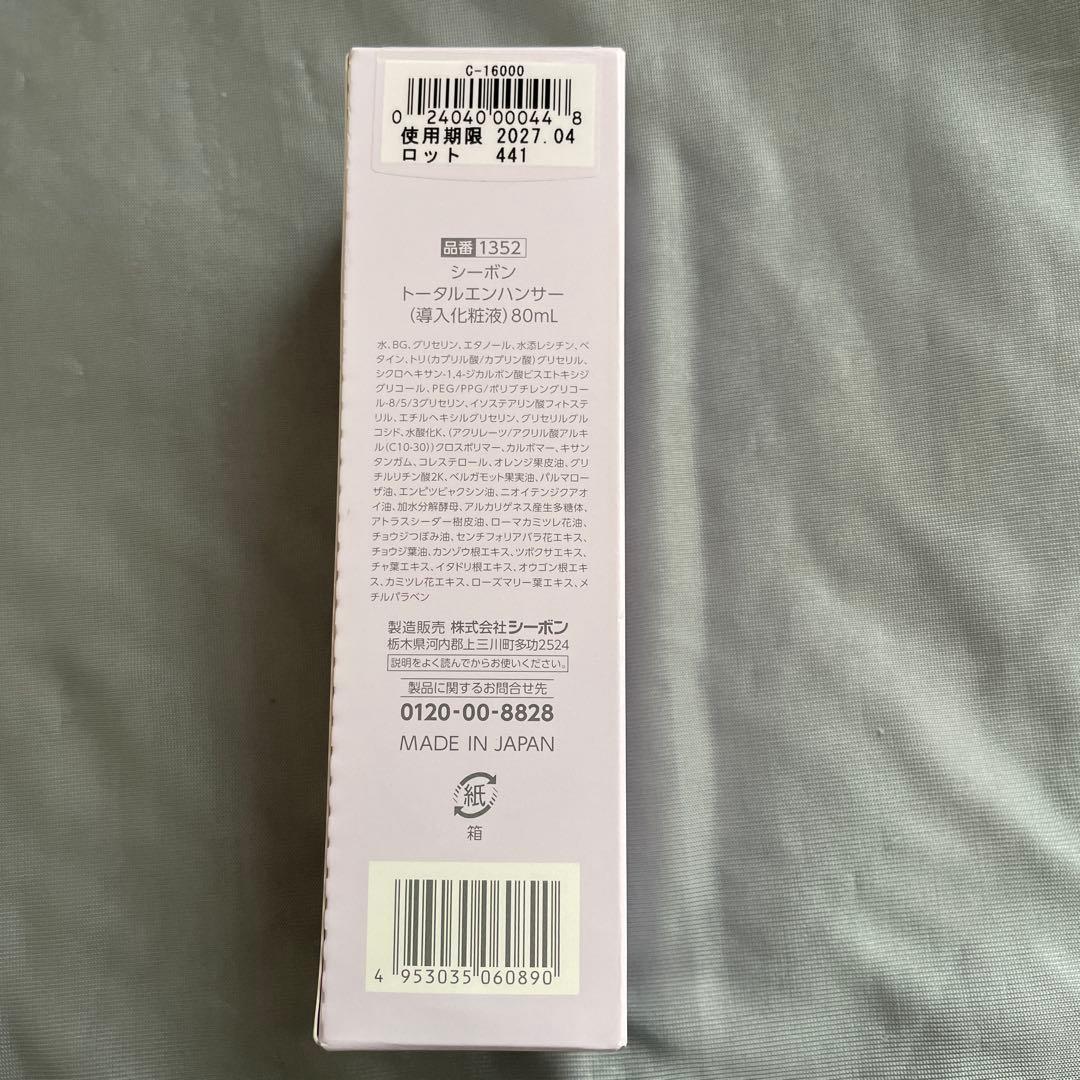 C-16000
0 24040 00044 8
使用期限 2027.04
ロット 441
品番 1352
シーボン
トータルエンハンサー
(導入化粧液)80mL
水、BG、グリセリン、エタノール、水添レシチン、ベ
タイン、トリ(カプリル酸/カプリン酸)グリセリル、
シクロヘキサン-1,4-ジカルボン酸ビスエトキシジ
グリコール、PEG/PPG/ポリブチレングリコー
ル-8/5/3グリセリン、イソステアリン酸フィトステ
リル、エチルヘキシルグリセリン、グリセリルグル
コシド、水酸化K、(アクリレーツ/アクリル酸アルキ
ル(C10-30))クロスポリマー、カルボマー、キサン
タンガム、コレステロール、オレンジ果皮油、グリ
チルリチン酸2K、ベルガモット果実油、パルマロー
ザ油、エンピツビャクシン油、ニオイテンジクアオ
イ油、加水分解酵母、アルカリゲネス産生多糖体、
アトラスシーダー樹皮油、ローマカミツレ花油、
チョウジつぼみ油、センチフォリアバラ花エキス、
チョウジ葉油、カンゾウ根エキス、ツボクサエキス、
チャ葉エキス、イタドリ根エキス、オウゴン根エキ
ス、カミツレ花エキス、ローズマリー葉エキス、メ
チルパラベン
製造販売 株式会社シーボン
栃木県河内郡上三川町多功2524
説明をよく読んでからお使いください。
製品に関するお問合せ先
0120-00-8828
MADE IN JAPAN
紙
箱
4 953035 060890